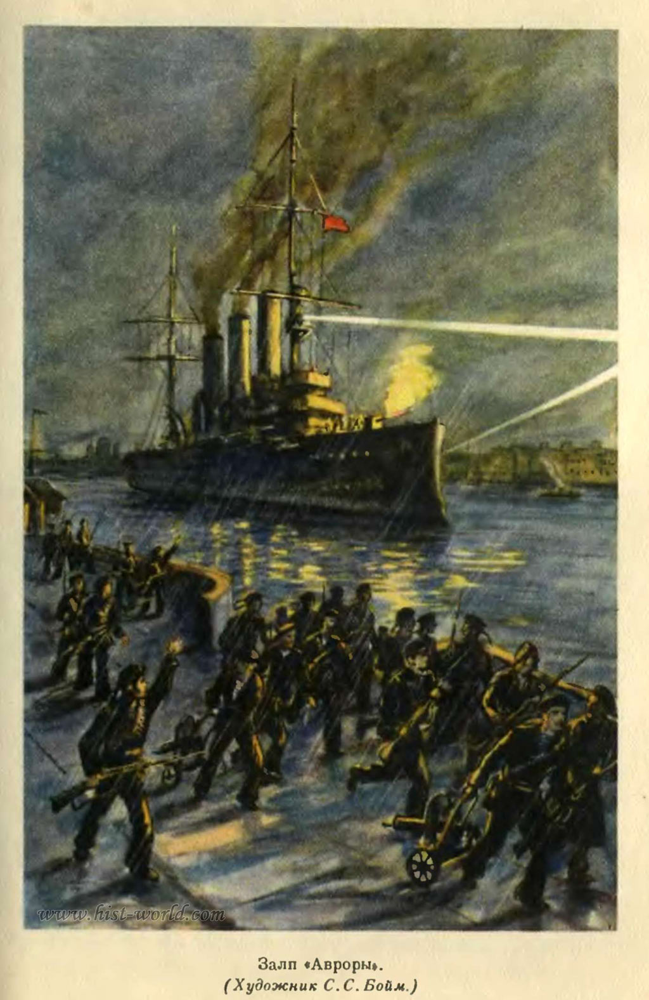 www.hist-world.com
Залп «Авроры».
(Художник С. С. Бойм.)